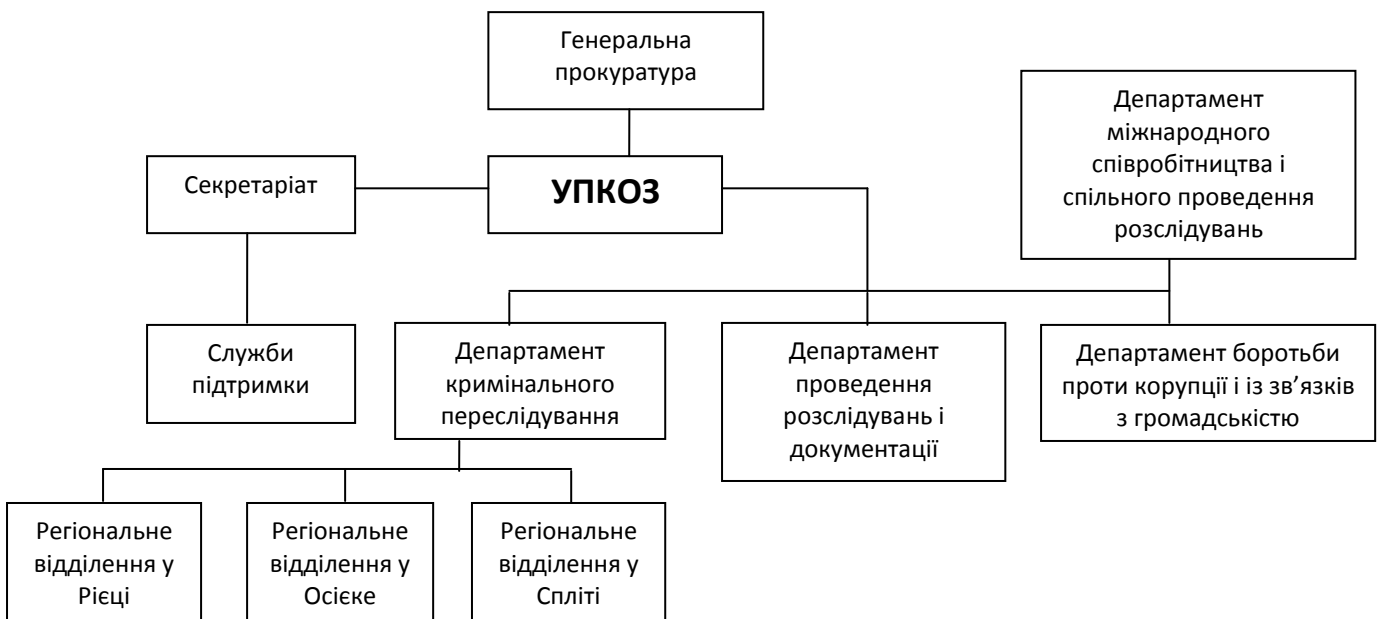 Генеральна
прокуратура
Департамент
міжнародного
співробітництва і
спільного проведення
розслідувань
Секретаріат
УПКОЗ
Служби
підтримки
Департамент
кримінального
переслідування
Департамент
проведення
розслідувань і
документації
Департамент боротьби
проти корупції і із зв’язків
з громадськістю
Регіональне
відділення у
Рієці
Регіональне
відділення у
Осієке
Регіональне
відділення у
Спліті